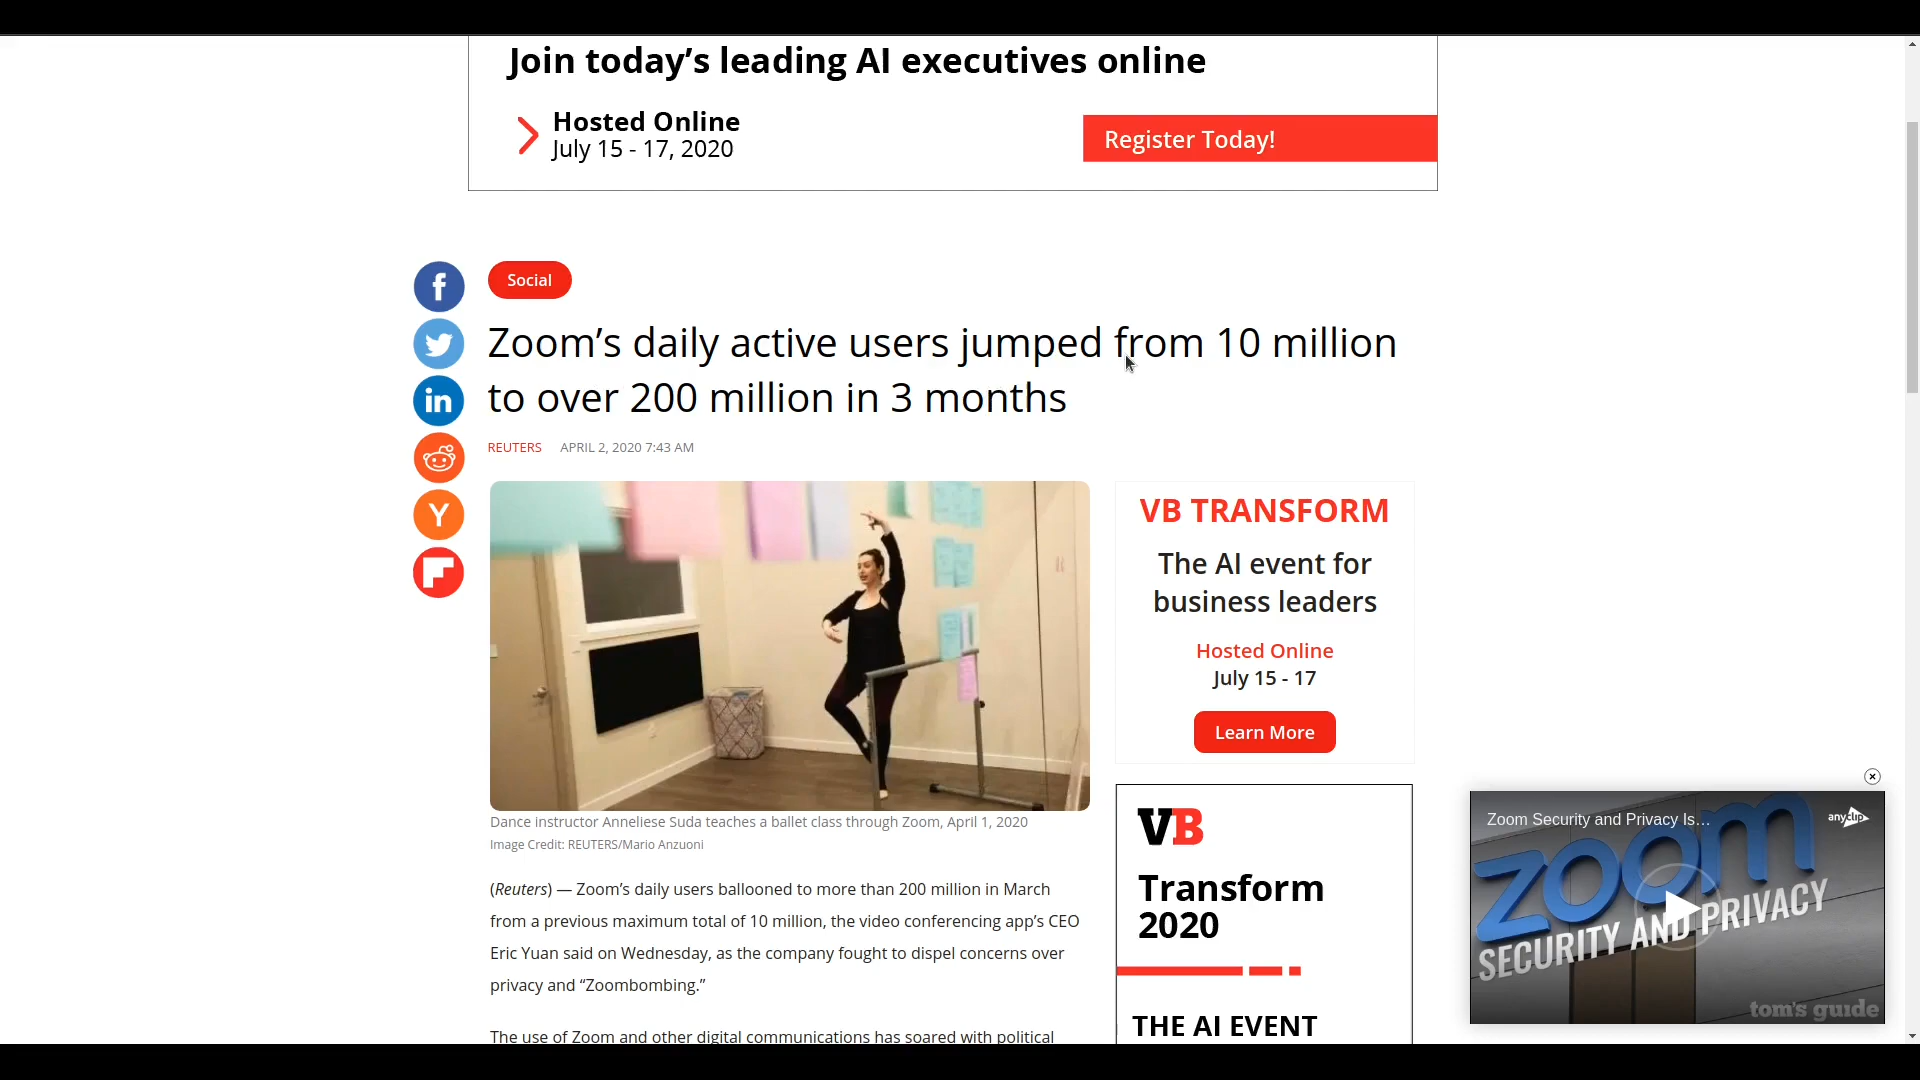 Join today’s leading AI executives online
Hosted Online
July 15 - 17, 2020
Register Today!
Social
Zoom’s daily active users jumped from 10 million
to over 200 million in 3 months
REUTERS APRIL 2, 2020 7:43 AM
Dance instructor Anneliese Suda teaches a ballet class through Zoom, April 1, 2020
Image Credit: REUTERS/Mario Anzuoni
(Reuters) — Zoom’s daily users ballooned to more than 200 million in March
from a previous maximum total of 10 million, the video conferencing app’s CEO
Eric Yuan said on Wednesday, as the company fought to dispel concerns over
privacy and “Zoombombing.”
The use of Zoom and other digital communications has soared with political
VB TRANSFORM
The AI event for
business leaders
Hosted Online
July 15 - 17
Learn More
VB
Transform
2020
THE AI EVENT
Zoom Security and Privacy Is...
anyclip
zoom
SECURITY AND PRIVACY
tom's guide